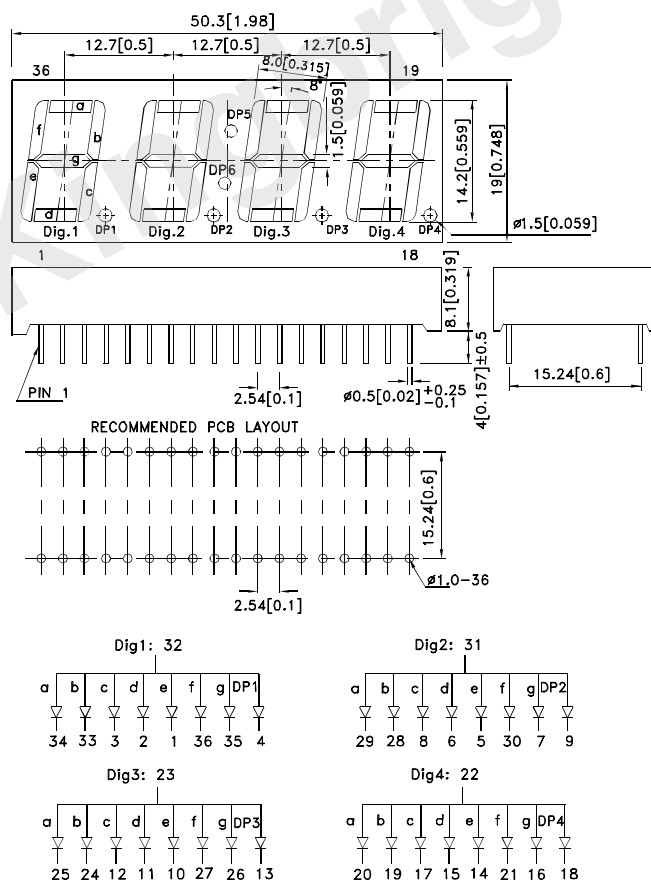 Kingbright
50.3[1.98]
12.7[0.5] 12.7[0.5] 12.7[0.5]
8.0[0.315]
36 19
8°
a
f b
g
e c
d
DP5
DP6
1.5[0.059]
14.2[0.559]
19[0.748]
Dig.1 DP1 Dig.2 DP2 Dig.3 DP3 Dig.4 DP4
ø1.5[0.059]
1 18
8.1[0.319]
4[0.157]±0.5
PIN 1
2.54[0.1]
ø0.5[0.02]+0.25 -0.1
15.24[0.6]
RECOMMENDED PCB LAYOUT
15.24[0.6]
2.54[0.1]
ø1.0-36
Dig1: 32
a b c d e f g DP1
34 33 3 2 1 36 35 4
Dig2: 31
a b c d e f g DP2
29 28 8 6 5 30 7 9
Dig3: 23
a b c d e f g DP3
25 24 12 11 10 27 26 13
Dig4: 22
a b c d e f g DP4
20 19 17 15 14 21 16 18